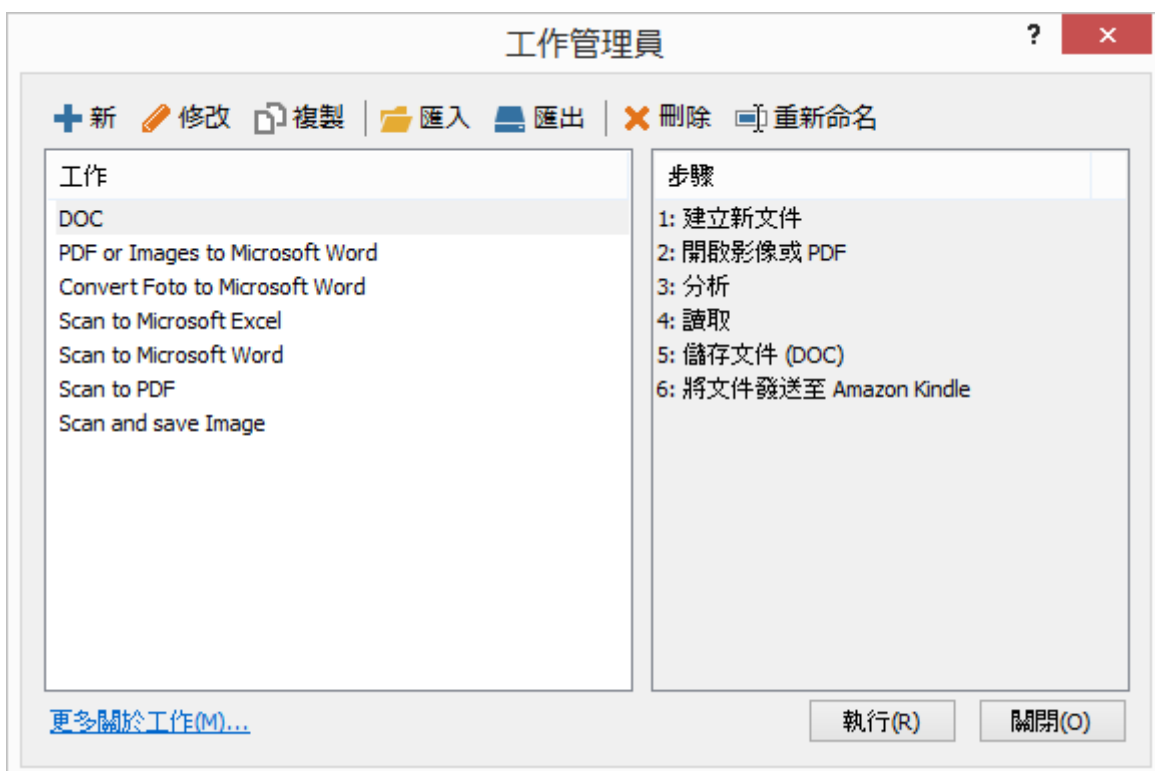 工作管理員
?
新 修改 複製 匯入 匯出 刪除 重新命名
工作
DOC
PDF or Images to Microsoft Word
Convert Foto to Microsoft Word
Scan to Microsoft Excel
Scan to Microsoft Word
Scan to PDF
Scan and save Image
步驟
1: 建立新文件
2: 開啟影像或 PDF
3: 分析
4: 讀取
5: 儲存文件 (DOC)
6: 將文件發送至 Amazon Kindle
更多關於工作(M)...
執行(R)
關閉(O)